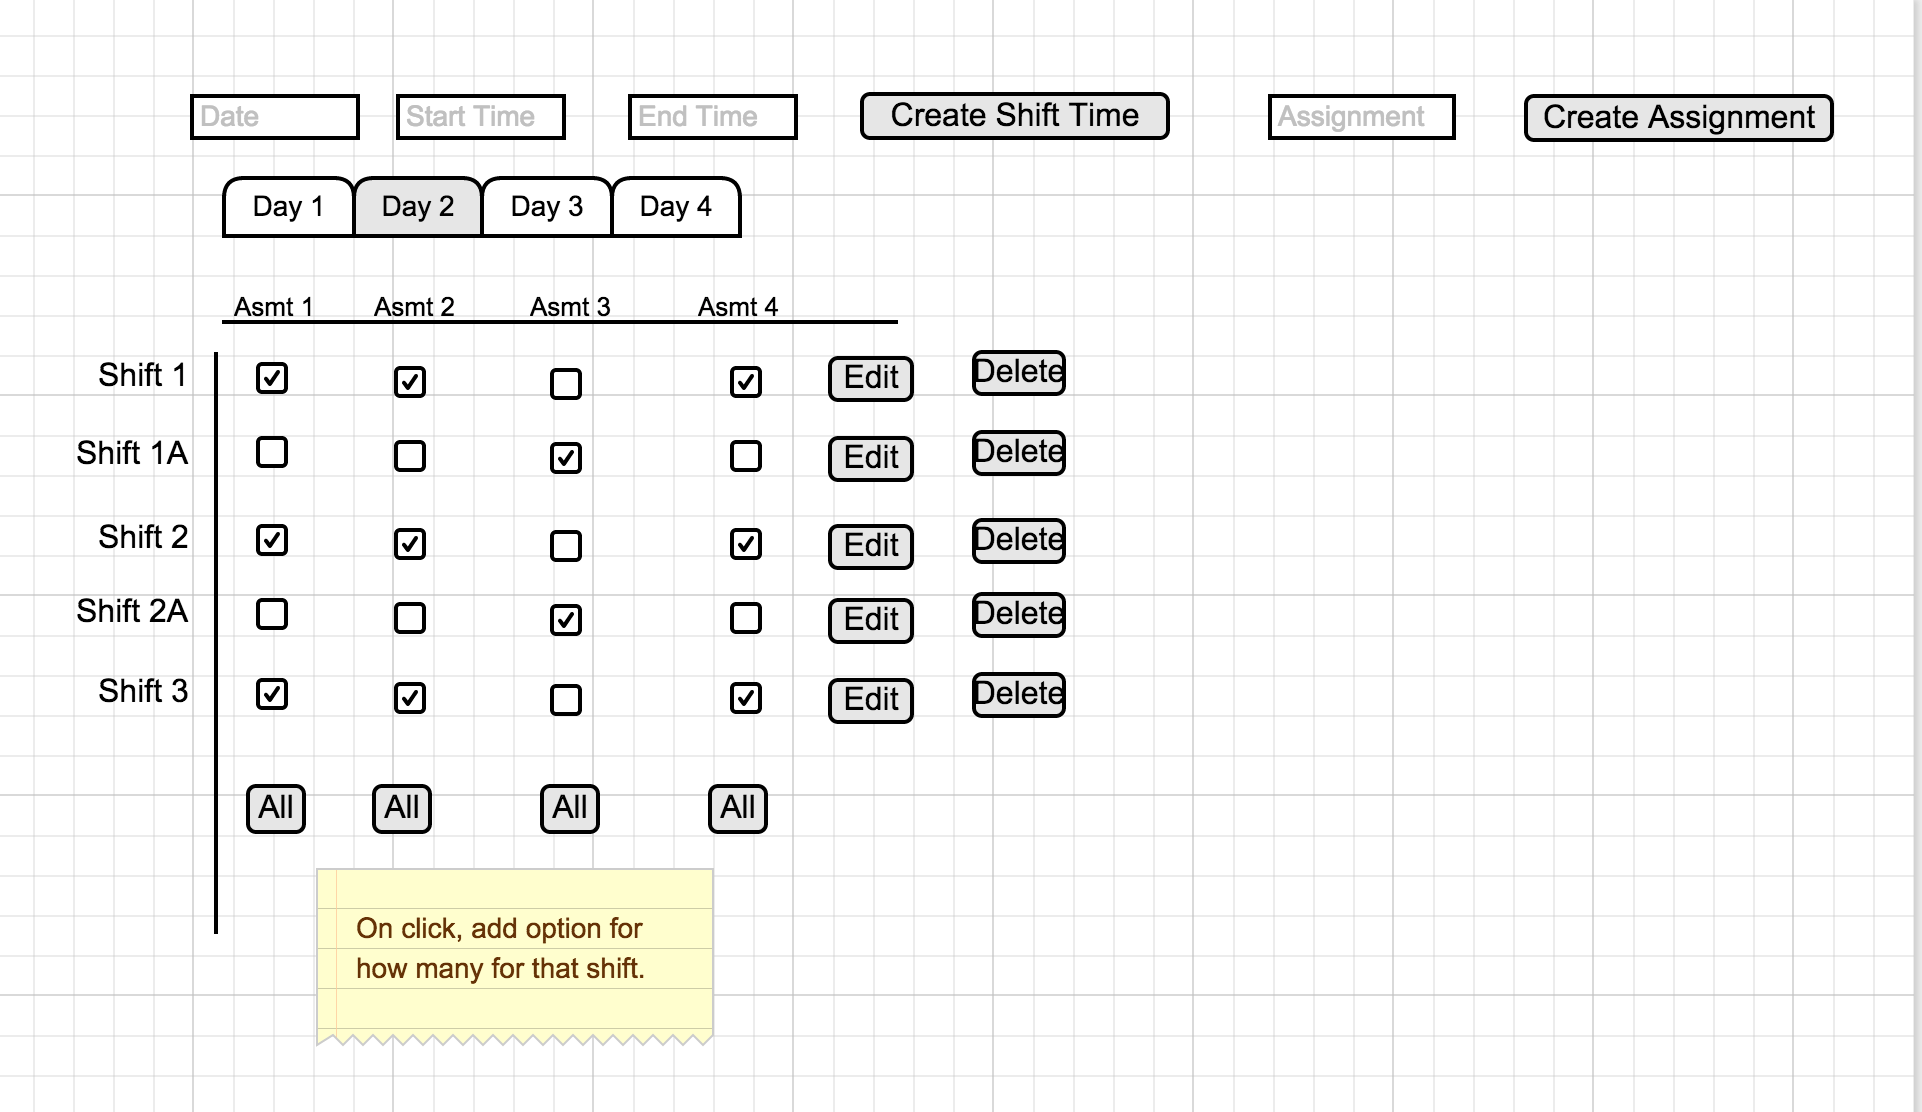 Date Start Time End Time Create Shift Time Assignment Create Assignment
Day 1 Day 2 Day 3 Day 4
Asmt 1 Asmt 2 Asmt 3 Asmt 4
Shift 1 Edit Delete
Shift 1A Edit Delete
Shift 2 Edit Delete
Shift 2A Edit Delete
Shift 3 Edit Delete
All All All All
On click, add option for
how many for that shift.